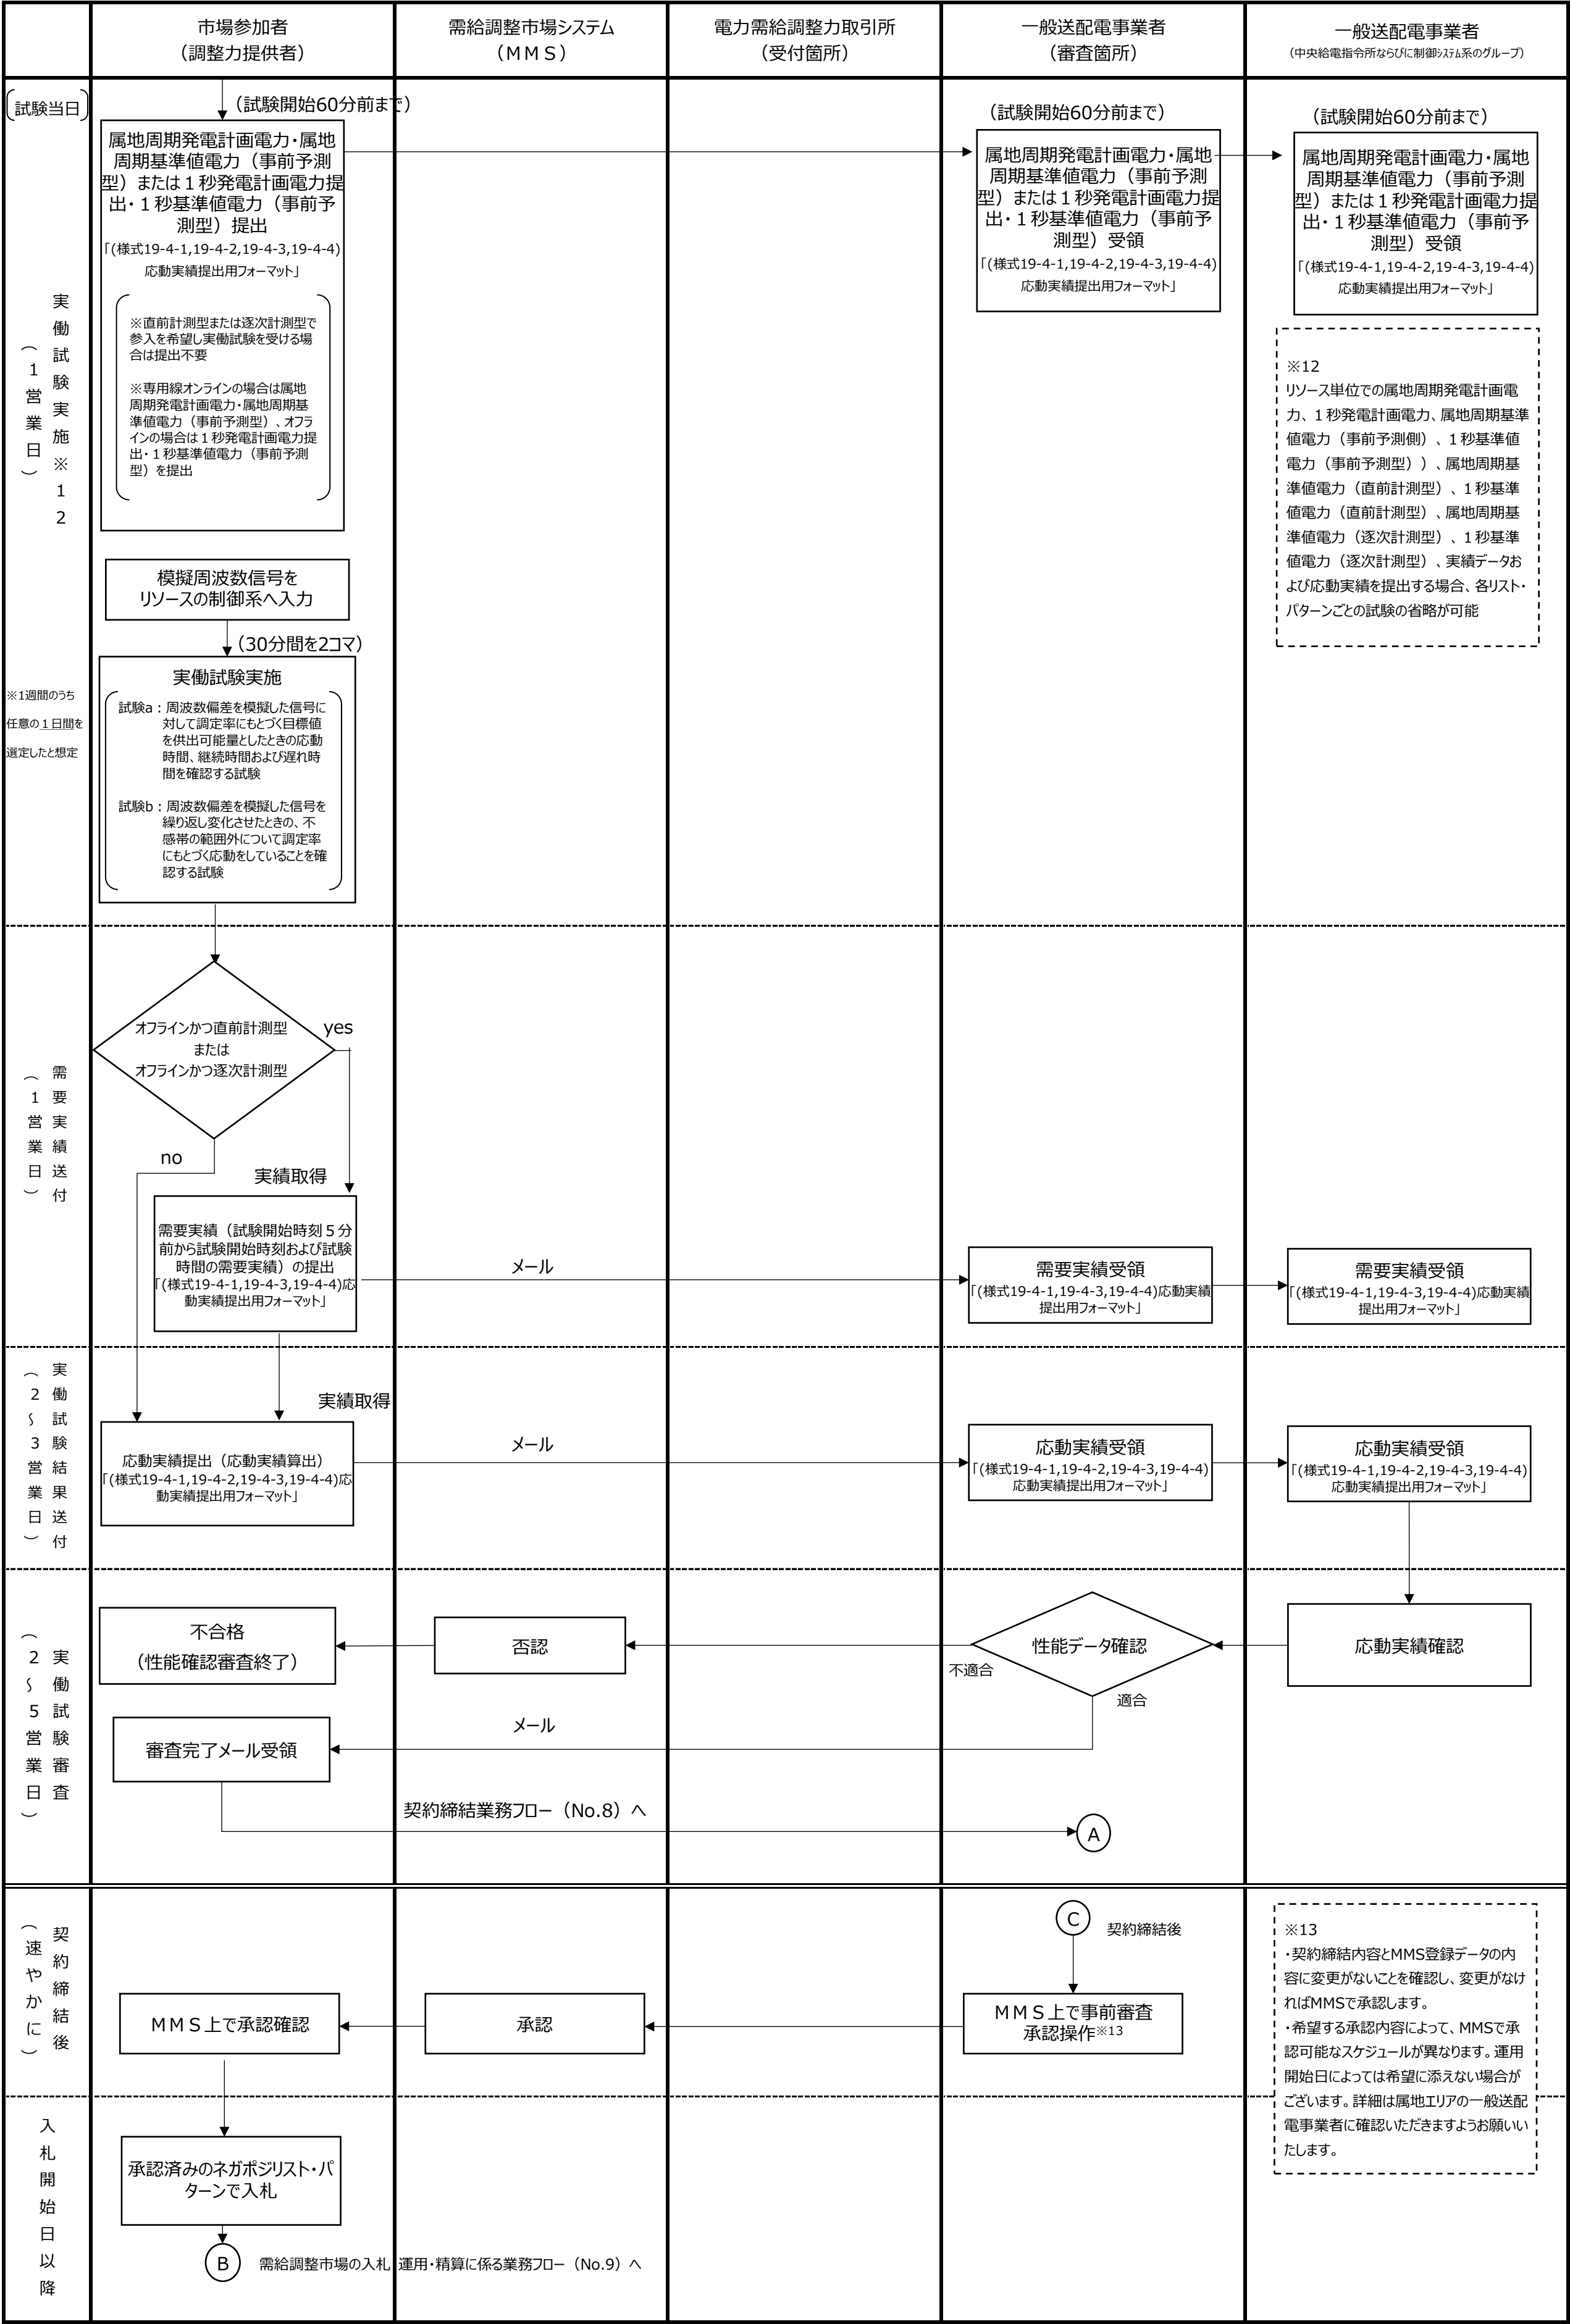 市場参加者
（調整力提供者）
需給調整市場システム
（ＭＭＳ）
電力需給調整力取引所
（受付箇所）
一般送配電事業者
（審査箇所）
一般送配電事業者
（中央給電指令所ならびに制御ｼｽﾃﾑ系のグループ）
試験当日
（試験開始60分前まで）
属地周期発電計画電力・属地
周期基準値電力（事前予測
型）または１秒発電計画電力提
出・１秒基準値電力（事前予
測型）提出
「(様式19-4-1,19-4-2,19-4-3,19-4-4)
応動実績提出用フォーマット」
※直前計測型または逐次計測型で
参入を希望し実働試験を受ける場
合は提出不要
※専用線オンラインの場合は属地
周期発電計画電力・属地周期基
準値電力（事前予測型）、オフラ
インの場合は１秒発電計画電力提
出・１秒基準値電力（事前予測
型）を提出
（試験開始60分前まで）
属地周期発電計画電力・属地
周期基準値電力（事前予測
型）または１秒発電計画電力提
出・１秒基準値電力（事前予
測型）受領
「(様式19-4-1,19-4-2,19-4-3,19-4-4)
応動実績提出用フォーマット」
（試験開始60分前まで）
属地周期発電計画電力・属地
周期基準値電力（事前予測
型）または１秒発電計画電力提
出・１秒基準値電力（事前予
測型）受領
「(様式19-4-1,19-4-2,19-4-3,19-4-4)
応動実績提出用フォーマット」
※12
リソース単位での属地周期発電計画電
力、１秒発電計画電力、属地周期基準
値電力（事前予測側）、１秒基準値
電力（事前予測型））、属地周期基
準値電力（直前計測型）、１秒基準
値電力（直前計測型）、属地周期基
準値電力（逐次計測型）、１秒基準
値電力（逐次計測型）、実績データお
よび応動実績を提出する場合、各リスト・
パターンごとの試験の省略が可能
実働試験実施※12
（１営業日）
※1週間のうち
任意の１日間を
選定したと想定
模擬周波数信号を
リソースの制御系へ入力
（30分間を2コマ）
実働試験実施
試験a：周波数偏差を模擬した信号に
対して調定率にもとづく目標値
を供出可能量としたときの応動
時間、継続時間および遅れ時
間を確認する試験
試験b：周波数偏差を模擬した信号を
繰り返し変化させたときの、不
感帯の範囲外について調定率
にもとづく応動をしていることを確
認する試験
需要実績送付
（１営業日）
オフラインかつ直前計測型
または
オフラインかつ逐次計測型
yes
no
実績取得
需要実績（試験開始時刻５分
前から試験開始時刻および試験
時間の需要実績）の提出
「(様式19-4-1,19-4-3,19-4-4)応
動実績提出用フォーマット」
メール
需要実績受領
「(様式19-4-1,19-4-3,19-4-4)応動実績
提出用フォーマット」
需要実績受領
「(様式19-4-1,19-4-3,19-4-4)応動実績
提出用フォーマット」
実働試験結果送付
（２～３営業日）
実績取得
応動実績提出（応動実績算出）
「(様式19-4-1,19-4-2,19-4-3,19-4-4)応
動実績提出用フォーマット」
メール
応動実績受領
「(様式19-4-1,19-4-2,19-4-3,19-4-4)
応動実績提出用フォーマット」
応動実績受領
「(様式19-4-1,19-4-2,19-4-3,19-4-4)
応動実績提出用フォーマット」
実働試験審査
（２～５営業日）
不合格
（性能確認審査終了）
否認
不適合
性能データ確認
適合
応動実績確認
メール
審査完了メール受領
契約締結業務フロー（No.8）へ
A
契約締結後
（速やかに）
C
契約締結後
ＭＭＳ上で承認確認
承認
ＭＭＳ上で事前審査
承認操作※13
※13
・契約締結内容とMMS登録データの内
容に変更がないことを確認し、変更がなけ
ればMMSで承認します。
・希望する承認内容によって、MMSで承
認可能なスケジュールが異なります。運用
開始日によっては希望に添えない場合が
ございます。詳細は属地エリアの一般送配
電事業者に確認いただきますようお願いい
たします。
入札開始日以降
承認済みのネガポジリスト・パ
ターンで入札
B
需給調整市場の入札 運用・精算に係る業務フロー（No.9）へ